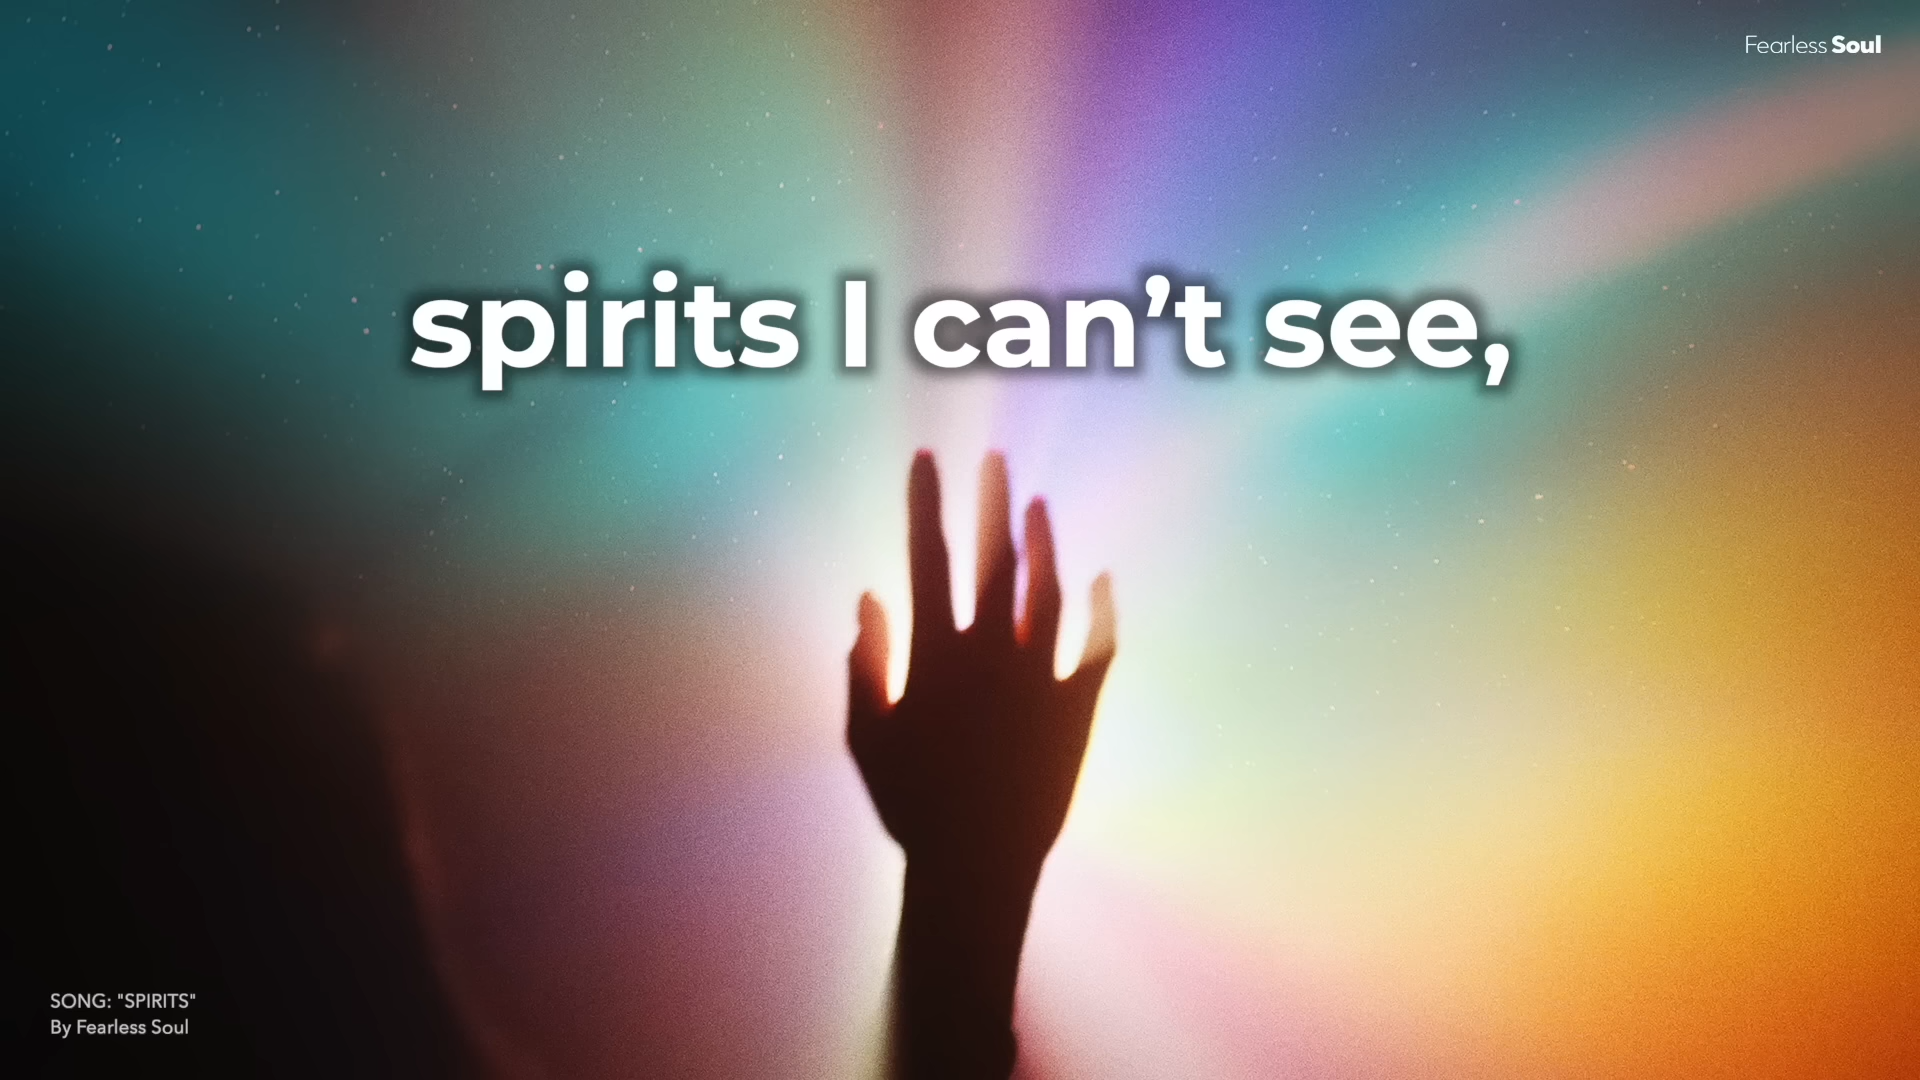 Fearless Soul
spirits I can’t see,
SONG: "SPIRITS"
By Fearless Soul